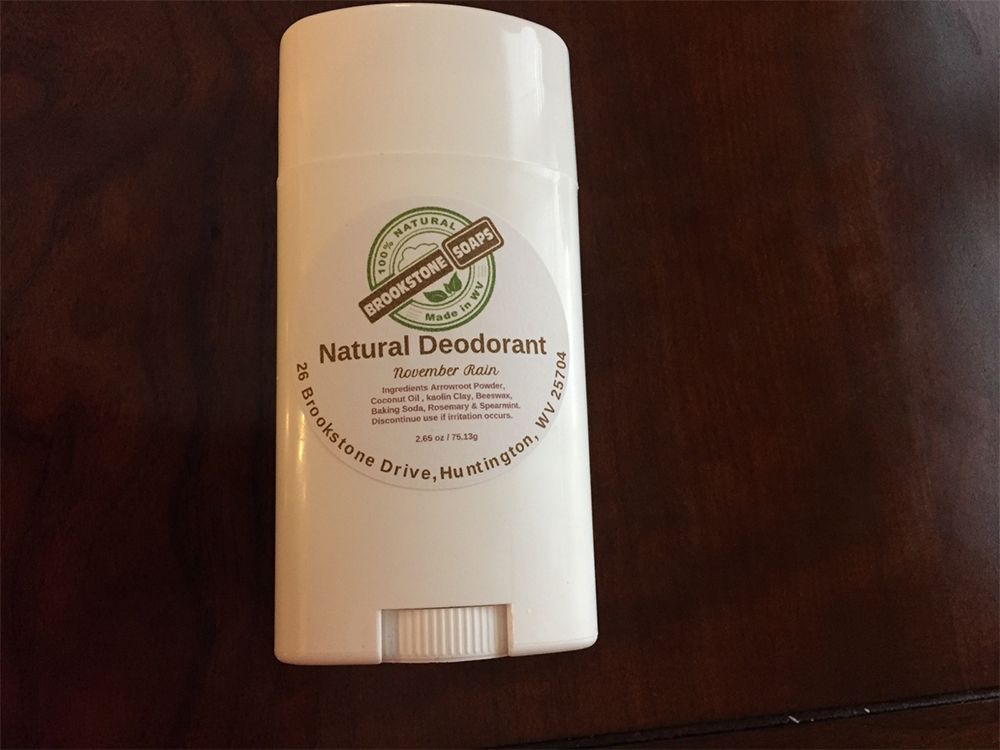 100% NATURAL
BROOKSTONE SOAPS
Made in WV
Natural Deodorant
November Rain
Ingredients Arrowroot Powder,
Coconut Oil , kaolin Clay, Beeswax,
Baking Soda, Rosemary & Spearmint.
Discontinue use if irritation occurs.
2.65 oz / 75.13g
26 Brookstone Drive, Huntington, WV 25704